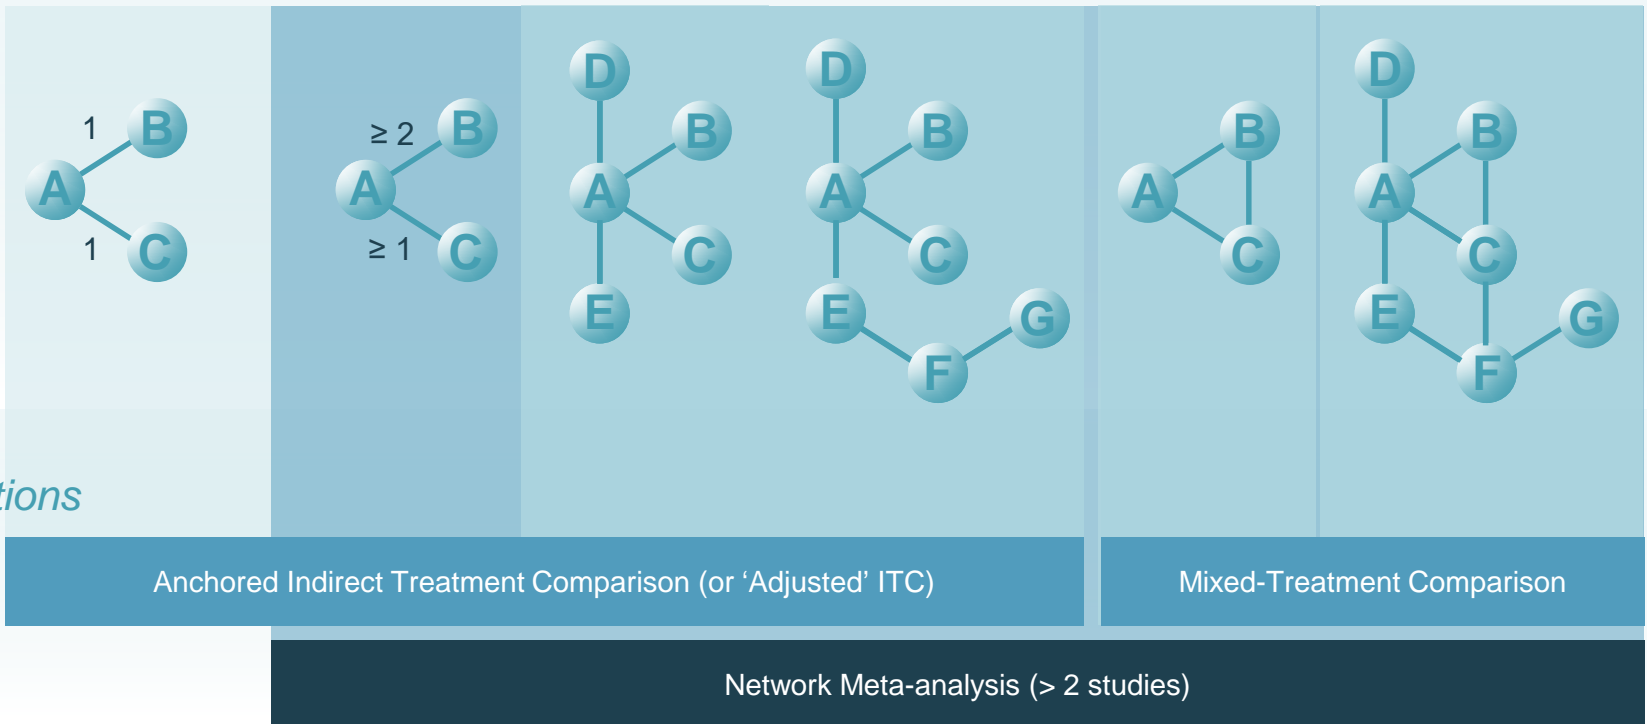 D
D
D
1
B
≥ 2
B
B
B
B
B
A
A
A
A
A
A
1
C
≥ 1
C
C
C
C
C
E
E
G
E
G
F
F
tions
Anchored Indirect Treatment Comparison (or ‘Adjusted’ ITC)
Mixed-Treatment Comparison
Network Meta-analysis (> 2 studies)